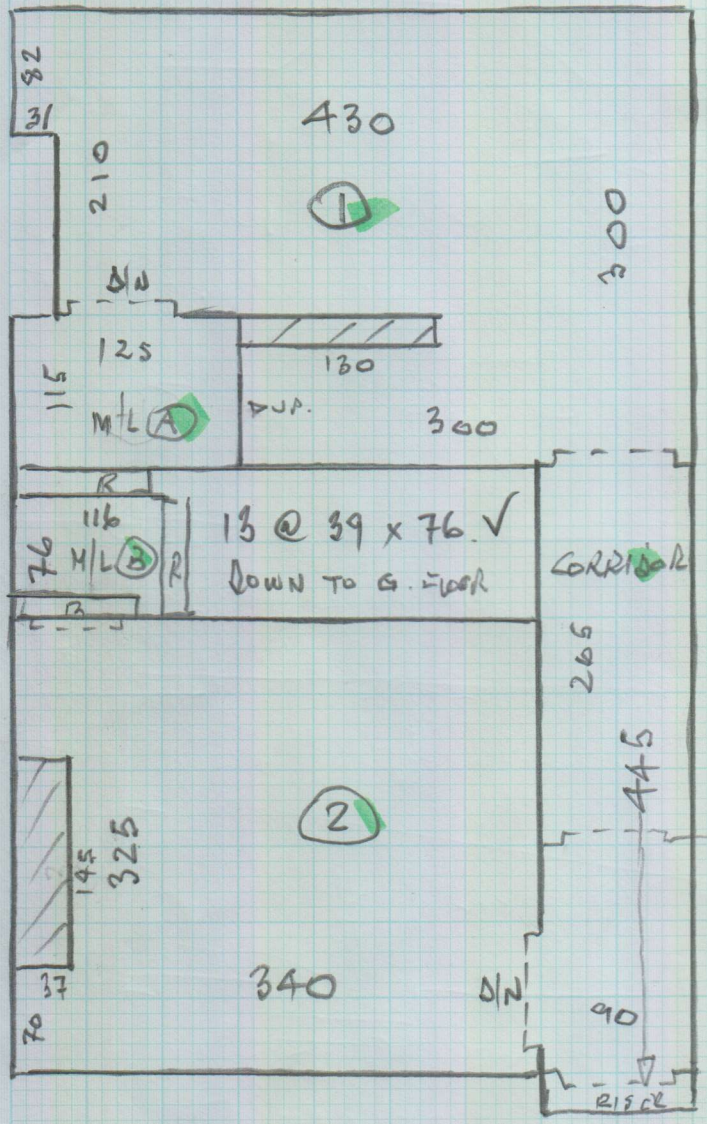 82
31
430
210
1
300
D/N
125
130
115
M/L A
DUP.
300
R
116
13 @ 39 x 76. ✓
76
M/L B
R
DOWN TO G. FLOOR
CORRIDOR
R
265
445
2
325
145
37
340
D/N
90
70
RISER